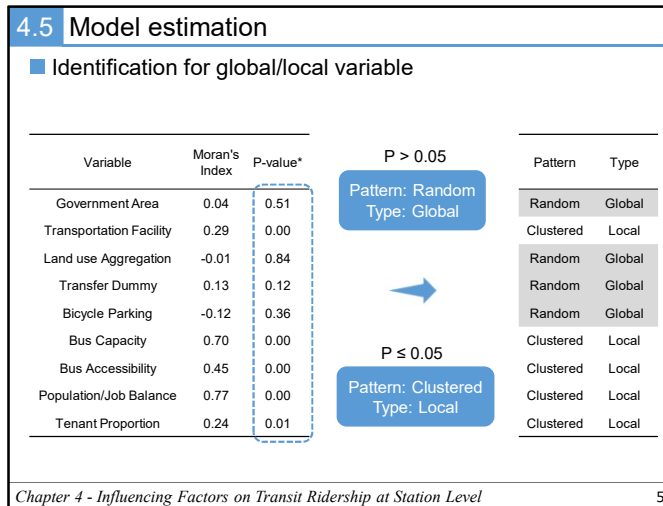 4.5 Model estimation
Identification for global/local variable
Variable Moran's Index P-value* P > 0.05 Pattern Type
Pattern: Random
Type: Global
Government Area 0.04 0.51 Random Global
Transportation Facility 0.29 0.00 Clustered Local
Land use Aggregation -0.01 0.84 Random Global
Transfer Dummy 0.13 0.12 Random Global
Bicycle Parking -0.12 0.36 Random Global
Bus Capacity 0.70 0.00 Clustered Local
P ≤ 0.05
Bus Accessibility 0.45 0.00 Clustered Local
Pattern: Clustered
Type: Local
Population/Job Balance 0.77 0.00 Clustered Local
Tenant Proportion 0.24 0.01 Clustered Local
Chapter 4 - Influencing Factors on Transit Ridership at Station Level 5